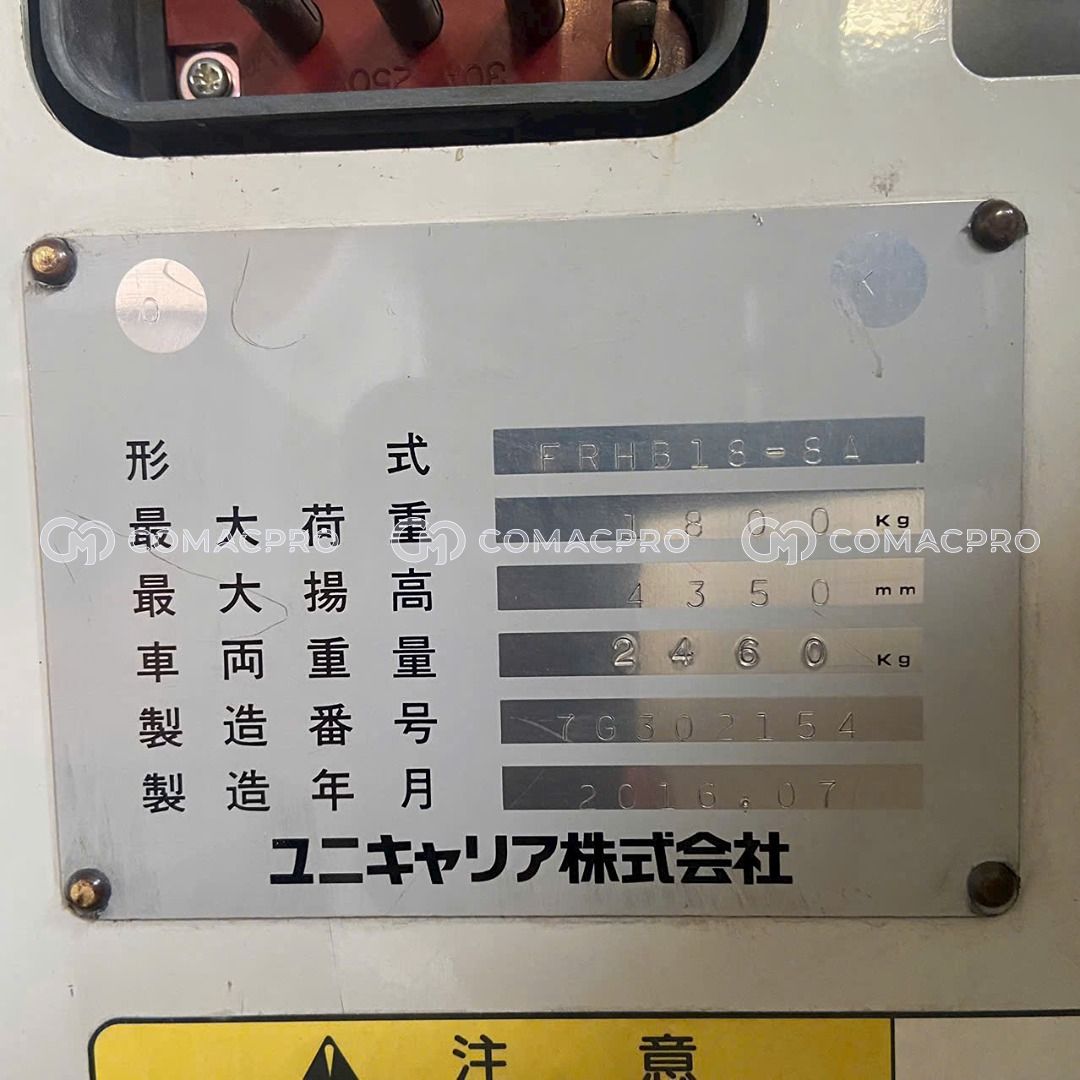 30A 250
O
K
形 式 FRHB18-8A
最大荷重 1800 Kg
最大揚高 4350 mm
車両重量 2460 Kg
製造番号 7G302154
製造年月 2016.07
ユニキャリア株式会社
注 意
COMACPRO COMACPRO COMACPRO